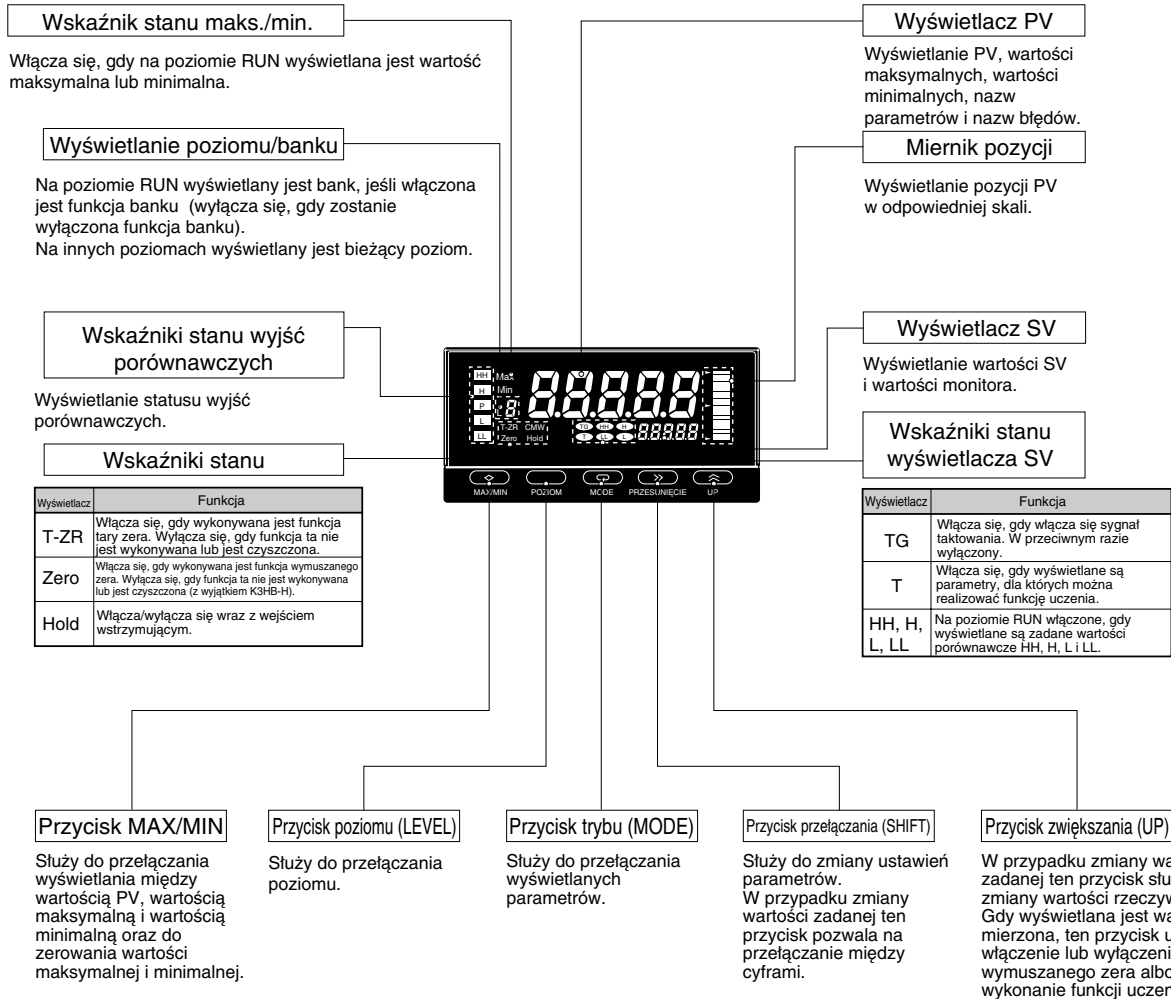 Wskaźnik stanu maks./min.
Włącza się, gdy na poziomie RUN wyświetlana jest wartość
maksymalna lub minimalna.
Wyświetlanie poziomu/banku
Na poziomie RUN wyświetlany jest bank, jeśli włączona
jest funkcja banku (wyłącza się, gdy zostanie
wyłączona funkcja banku).
Na innych poziomach wyświetlany jest bieżący poziom.
Wskaźniki stanu wyjść
porównawczych
Wyświetlanie statusu wyjść
porównawczych.
Wskaźniki stanu
Wyświetlacz Funkcja
T-ZR Włącza się, gdy wykonywana jest funkcja
tary zera. Wyłącza się, gdy funkcja ta nie
jest wykonywana lub jest czyszczona.
Zero Włącza się, gdy wykonywana jest funkcja wymuszanego
zera. Wyłącza się, gdy funkcja ta nie jest wykonywana
lub jest czyszczona (z wyjątkiem K3HB-H).
Hold Włącza/wyłącza się wraz z wejściem
wstrzymującym.
Wyświetlacz PV
Wyświetlanie PV, wartości
maksymalnych, wartości
minimalnych, nazw
parametrów i nazw błędów.
Miernik pozycji
Wyświetlanie pozycji PV
w odpowiedniej skali.
Wyświetlacz SV
Wyświetlanie wartości SV
i wartości monitora.
Wskaźniki stanu
wyświetlacza SV
Wyświetlacz Funkcja
TG Włącza się, gdy włącza się sygnał
taktowania. W przeciwnym razie
wyłączony.
T Włącza się, gdy wyświetlane są
parametry, dla których można
realizować funkcję uczenia.
HH, H, L, LL Na poziomie RUN włączone, gdy
wyświetlane są zadane wartości
porównawcze HH, H, L i LL.
HH Max 88888
H Min
P 8
L T-ZR CMW TG HH H
LL Zero Hold T LL L 88888
MAX/MIN POZIOM MODE PRZESUNIĘCIE UP
Przycisk MAX/MIN
Służy do przełączania
wyświetlania między
wartością PV, wartością
maksymalną i wartością
minimalną oraz do
zerowania wartości
maksymalnej i minimalnej.
Przycisk poziomu (LEVEL)
Służy do przełączania
poziomu.
Przycisk trybu (MODE)
Służy do przełączania
wyświetlanych
parametrów.
Przycisk przełączania (SHIFT)
Służy do zmiany ustawień
parametrów.
W przypadku zmiany
wartości zadanej ten
przycisk pozwala na
przełączanie między
cyframi.
Przycisk zwiększania (UP)
W przypadku zmiany
zadanej ten przycisk
zmiany wartości
Gdy wyświetlana jest
mierzona, ten przycisk
włączenie lub
wymuszanego zera
wykonanie funkcji